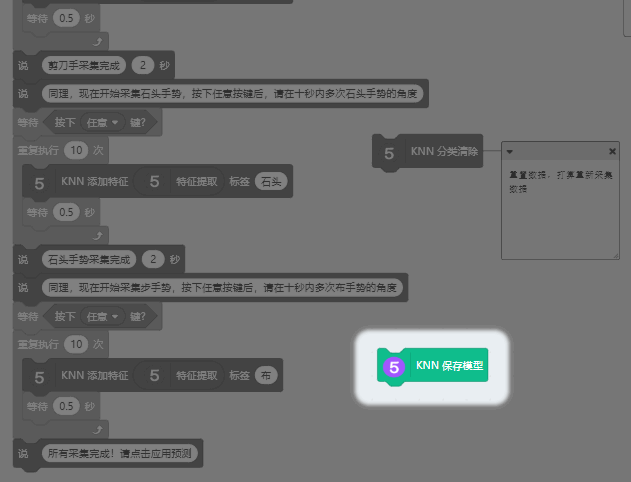 等待 0.5 秒
说 剪刀手采集完成 2 秒
说 同理，现在开始采集石头手势，按下任意按键后，请在十秒内多次石头手势的角度
等待 按下 任意 键?
重复执行 10 次
5 KNN 添加特征 5 特征提取 标签 石头
等待 0.5 秒
说 石头手势采集完成 2 秒
说 同理，现在开始采集步手势，按下任意按键后，请在十秒内多次布手势的角度
等待 按下 任意 键?
重复执行 10 次
5 KNN 添加特征 5 特征提取 标签 布
等待 0.5 秒
说 所有采集完成！请点击应用预测
5 KNN 分类清除
重置数据，打算重新采集
数据
5 KNN 保存模型